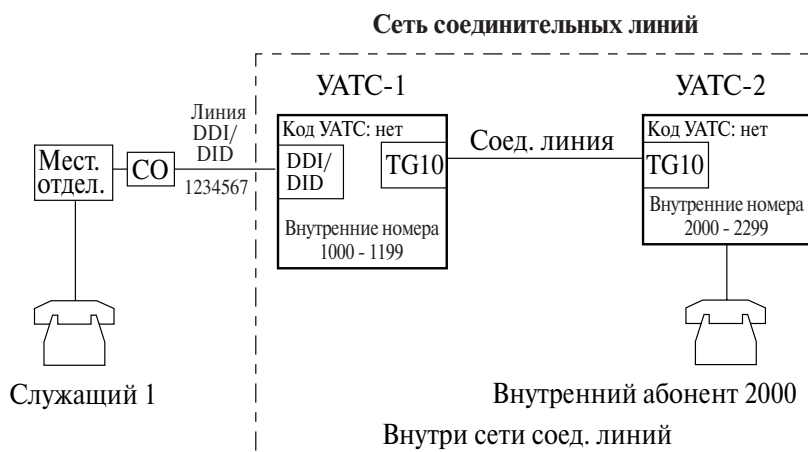 Сеть соединительных линий
УАТС-1
УАТС-2
Линия
DDI/
DID
1234567
Мест.
отдел.
CO
Код УАТС: нет
DDI/
DID
TG10
Внутренние номера
1000 - 1199
Соед. линия
Код УАТС: нет
TG10
Внутренние номера
2000 - 2299
Служащий 1
Внутренний абонент 2000
Внутри сети соед. линий